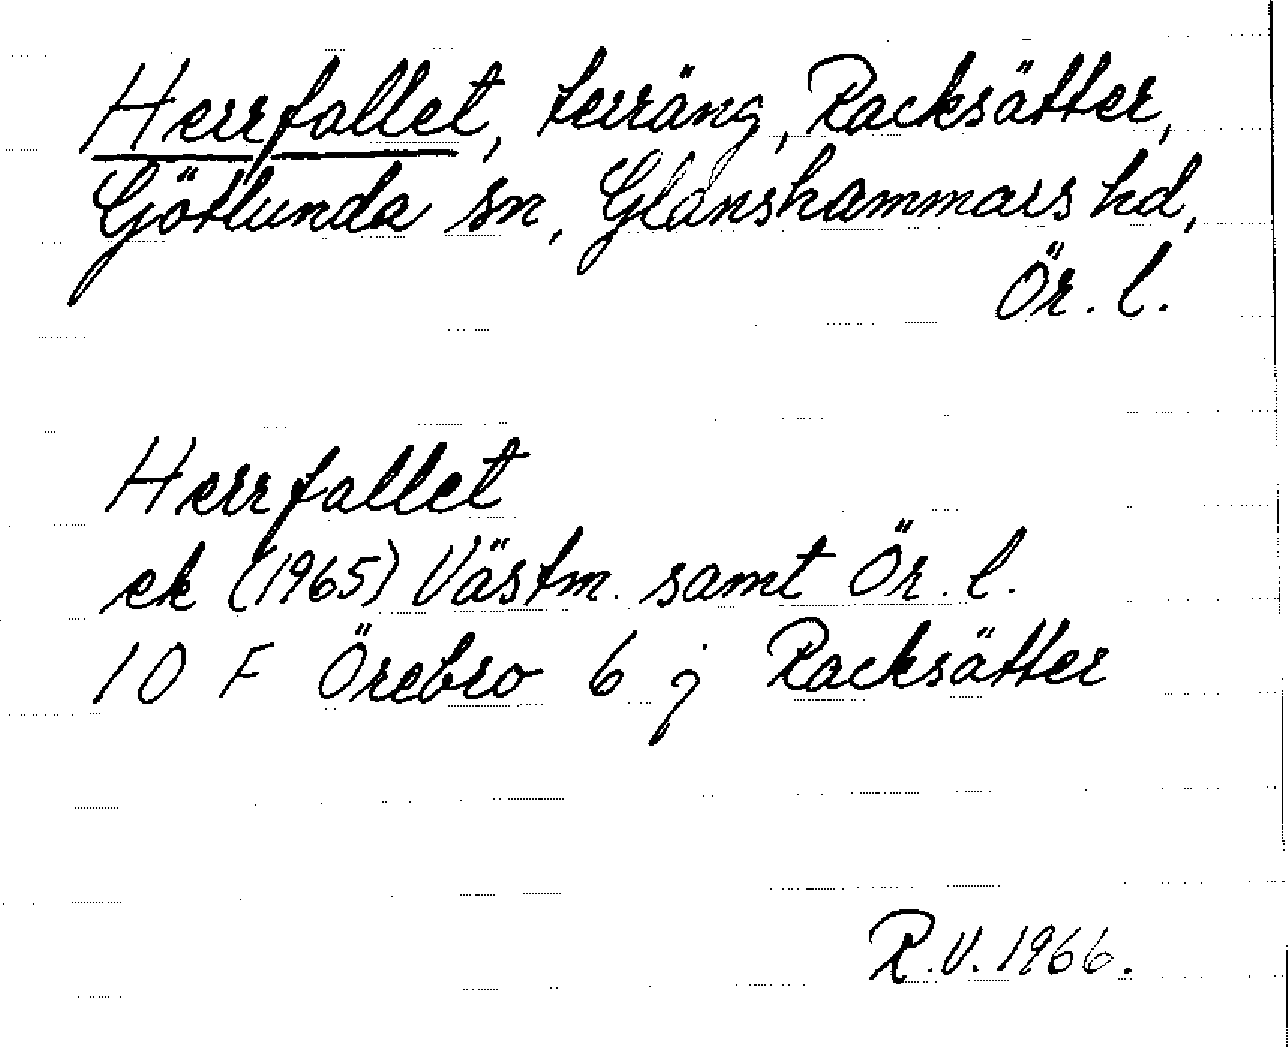 Herrfallet, terräng, Racksätter,
Götlunda sn, Glanshammars hd,
Ör. l.
Herrfallet
ek (1965) Västm. samt Ör. l.
10 F Örebro 6 j Racksätter
R.V. 1966.